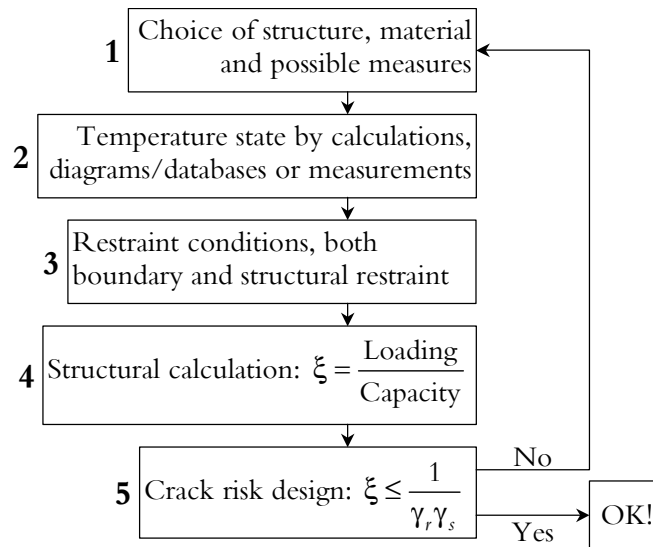 1 Choice of structure, material
and possible measures
2 Temperature state by calculations,
diagrams/databases or measurements
3 Restraint conditions, both
boundary and structural restraint
4 Structural calculation: ξ = Loading / Capacity
5 Crack risk design: ξ ≤ 1 / γrγs
No
Yes
OK!